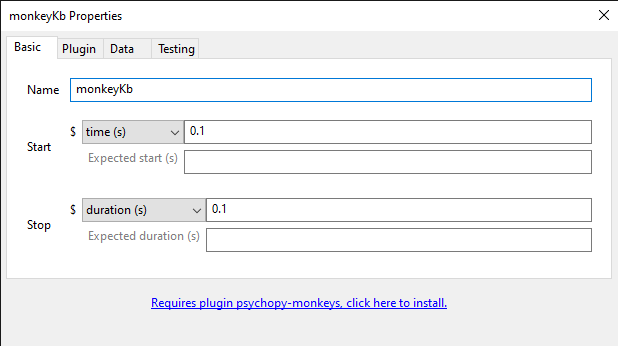 monkeyKb Properties
Basic Plugin Data Testing
Name monkeyKb
Start $ time (s) 0.1
Expected start (s)
Stop $ duration (s) 0.1
Expected duration (s)
Requires plugin psychopy-monkeys, click here to install.